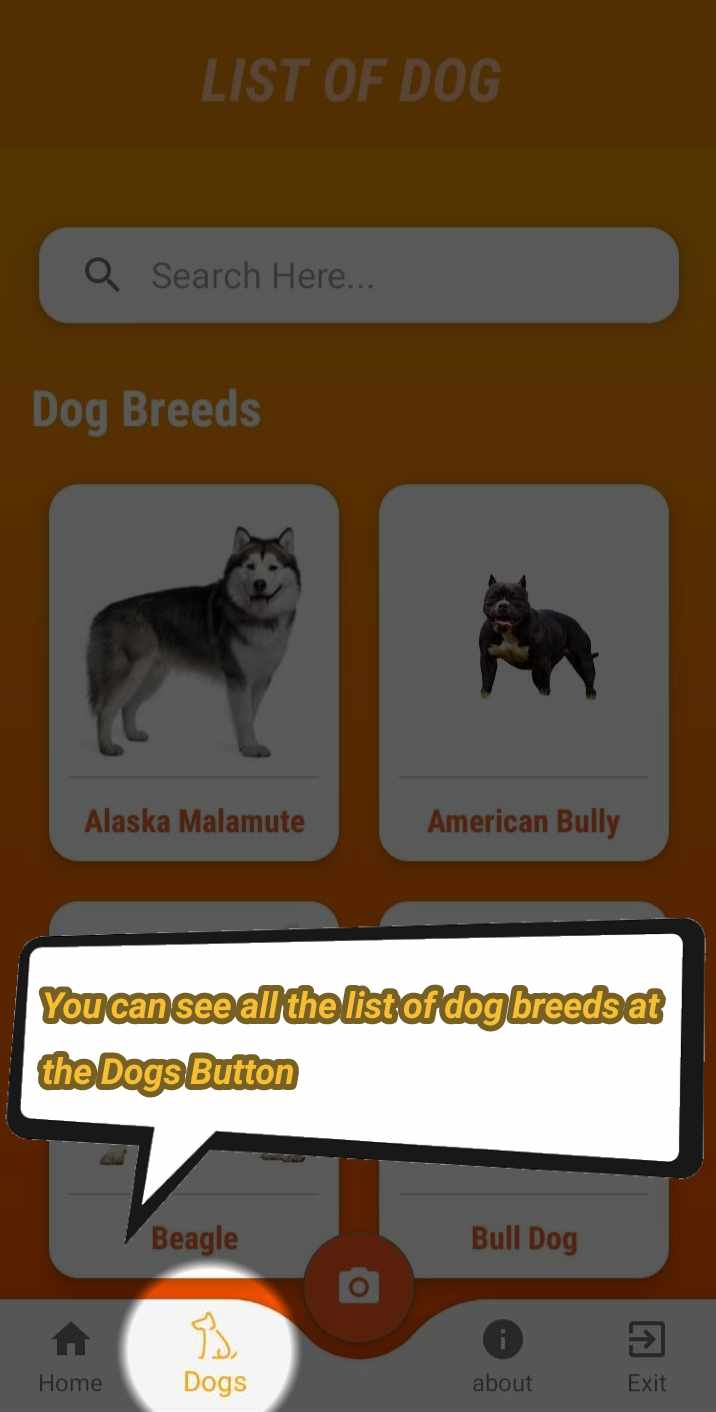 LIST OF DOG
Search Here...
Dog Breeds
Alaska Malamute
American Bully
You can see all the list of dog breeds at
the Dogs Button
Beagle
Bull Dog
Home
Dogs
about
Exit